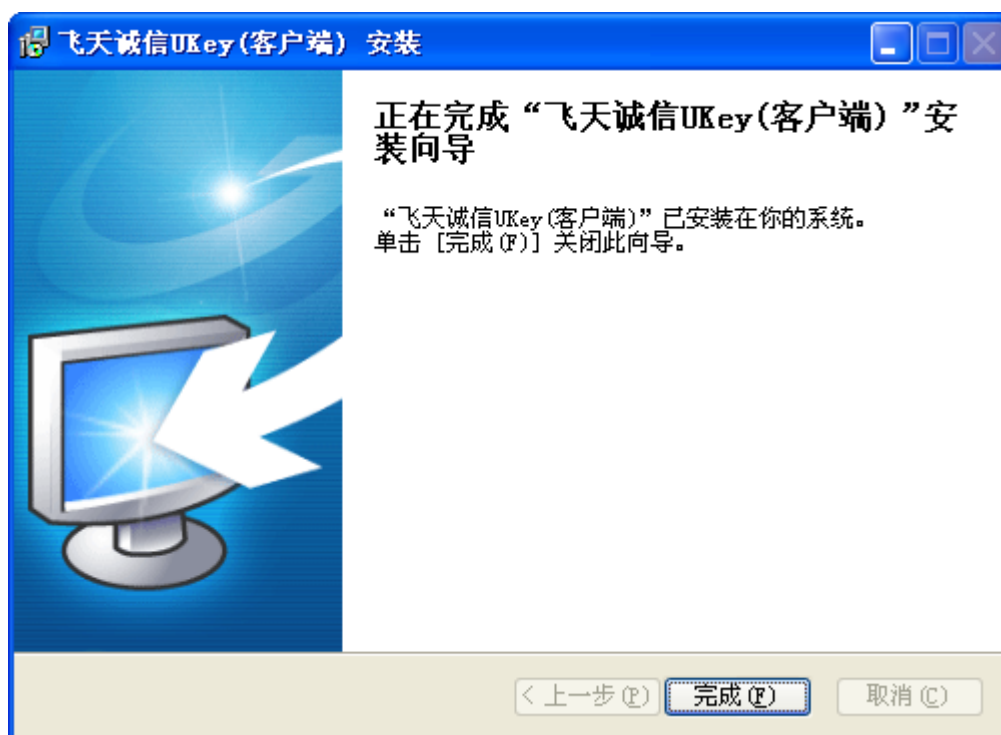 飞天诚信UKey(客户端) 安装
正在完成“飞天诚信UKey(客户端)”安
装向导
“飞天诚信UKey(客户端)”已安装在你的系统。
单击 [完成(F)] 关闭此向导。
< 上一步(P)
完成(F)
取消(C)